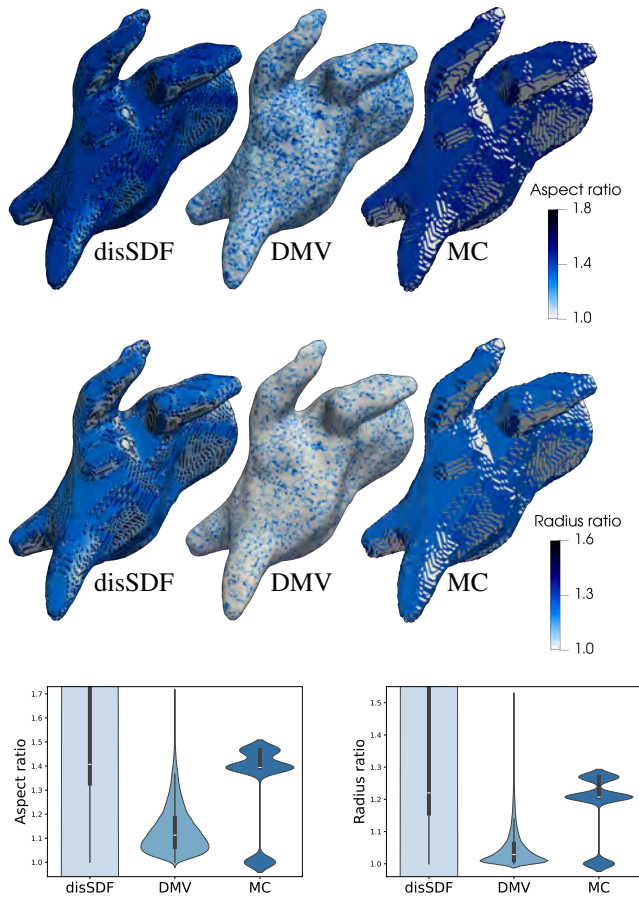 Aspect ratio
1.8
1.4
1.0
disSDF DMV MC
Radius ratio
1.6
1.3
1.0
disSDF DMV MC
Aspect ratio
1.7
1.6
1.5
1.4
1.3
1.2
1.1
1.0
disSDF DMV MC
Radius ratio
1.5
1.4
1.3
1.2
1.1
1.0
disSDF DMV MC